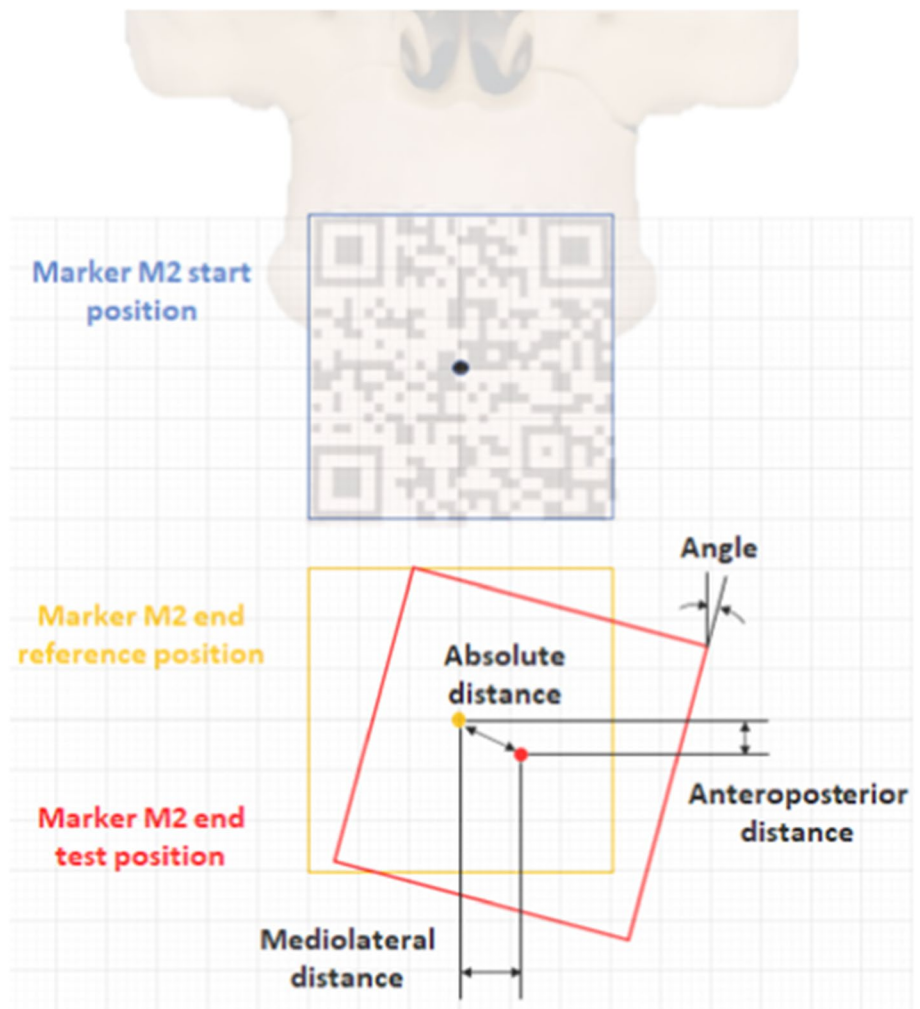 Marker M2 start
position
Angle
Marker M2 end
reference position
Absolute
distance
Anteroposterior
distance
Marker M2 end
test position
Mediolateral
distance